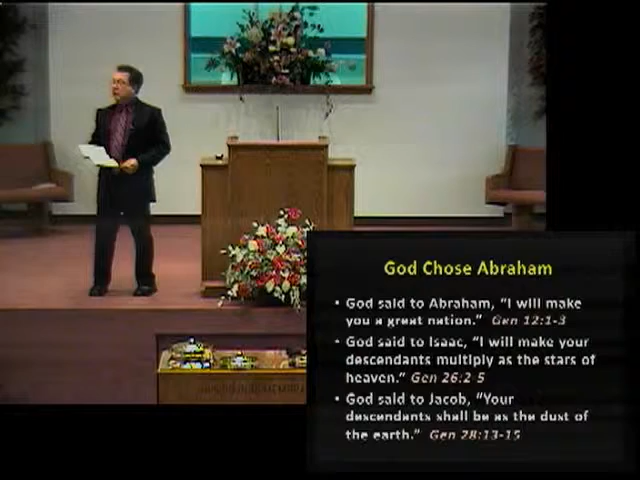 God Chose Abraham
• God said to Abraham, “I will make
you a great nation.” Gen 12:1-3
• God said to Isaac, “I will make your
descendants multiply as the stars of
heaven.” Gen 26:2-5
• God said to Jacob, “Your
descendants shall be as the dust of
the earth.” Gen 28:13-15